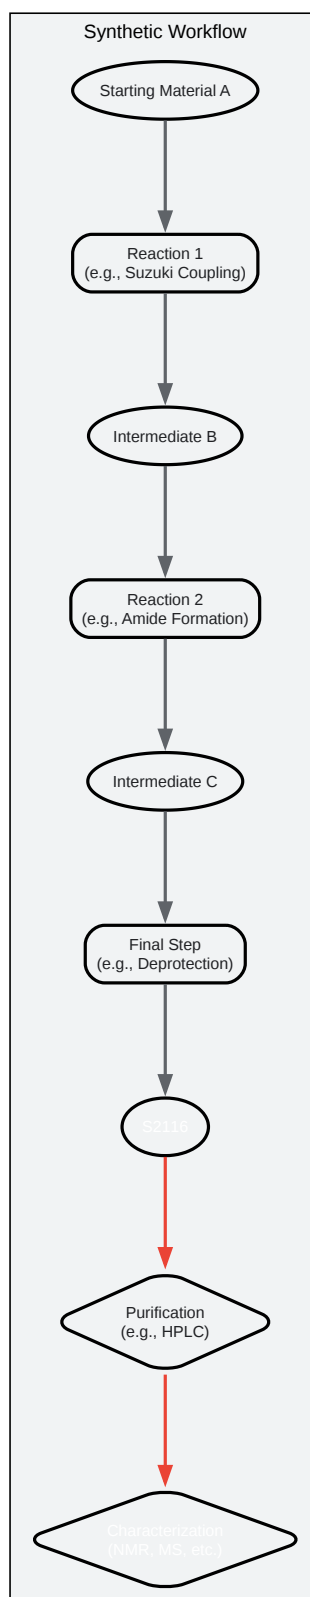 Synthetic Workflow
Starting Material A
Reaction 1
(e.g., Suzuki Coupling)
Intermediate B
Reaction 2
(e.g., Amide Formation)
Intermediate C
Final Step
(e.g., Deprotection)
S2116
Purification
(e.g., HPLC)
Characterization
(NMR, MS, etc.)